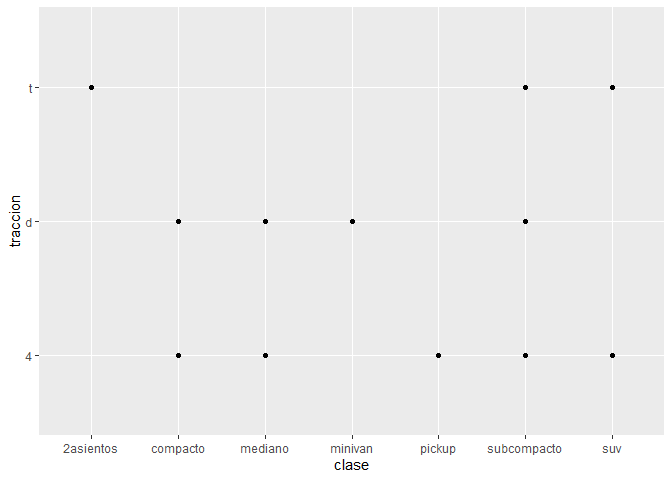 t
d
4
traccion
2asientos compacto mediano minivan pickup subcompacto suv
clase